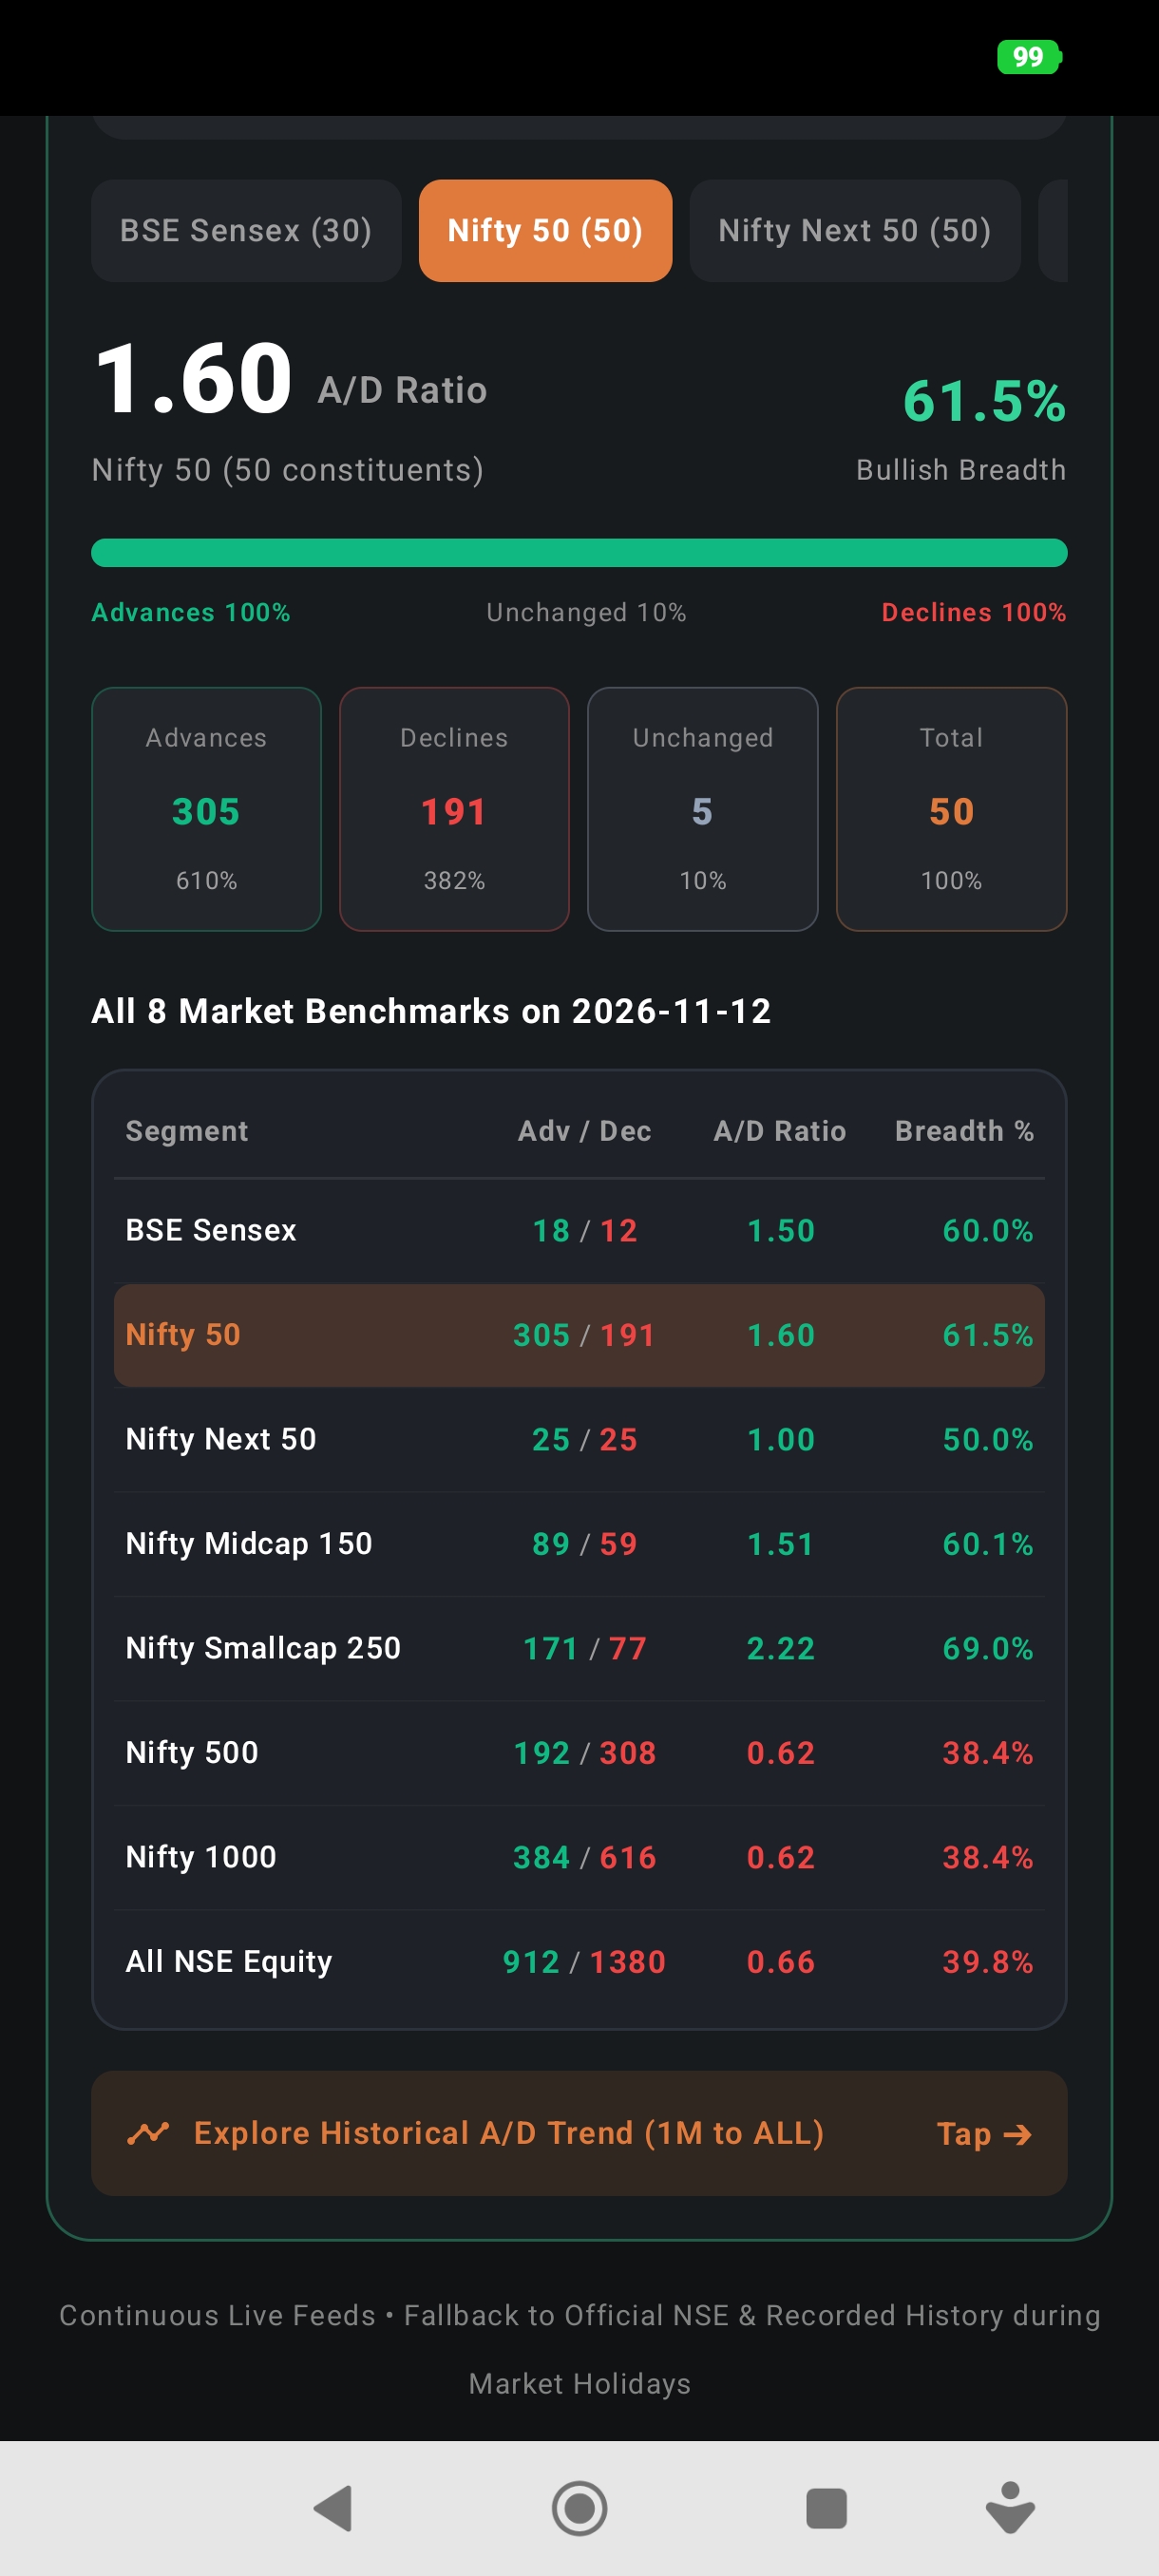 99
BSE Sensex (30) Nifty 50 (50) Nifty Next 50 (50)
1.60 A/D Ratio 61.5%
Nifty 50 (50 constituents) Bullish Breadth
Advances 100% Unchanged 10% Declines 100%
Advances Declines Unchanged Total
305 191 5 50
610% 382% 10% 100%
All 8 Market Benchmarks on 2026-11-12
Segment Adv / Dec A/D Ratio Breadth %
BSE Sensex 18 / 12 1.50 60.0%
Nifty 50 305 / 191 1.60 61.5%
Nifty Next 50 25 / 25 1.00 50.0%
Nifty Midcap 150 89 / 59 1.51 60.1%
Nifty Smallcap 250 171 / 77 2.22 69.0%
Nifty 500 192 / 308 0.62 38.4%
Nifty 1000 384 / 616 0.62 38.4%
All NSE Equity 912 / 1380 0.66 39.8%
Explore Historical A/D Trend (1M to ALL) Tap →
Continuous Live Feeds • Fallback to Official NSE & Recorded History during
Market Holidays